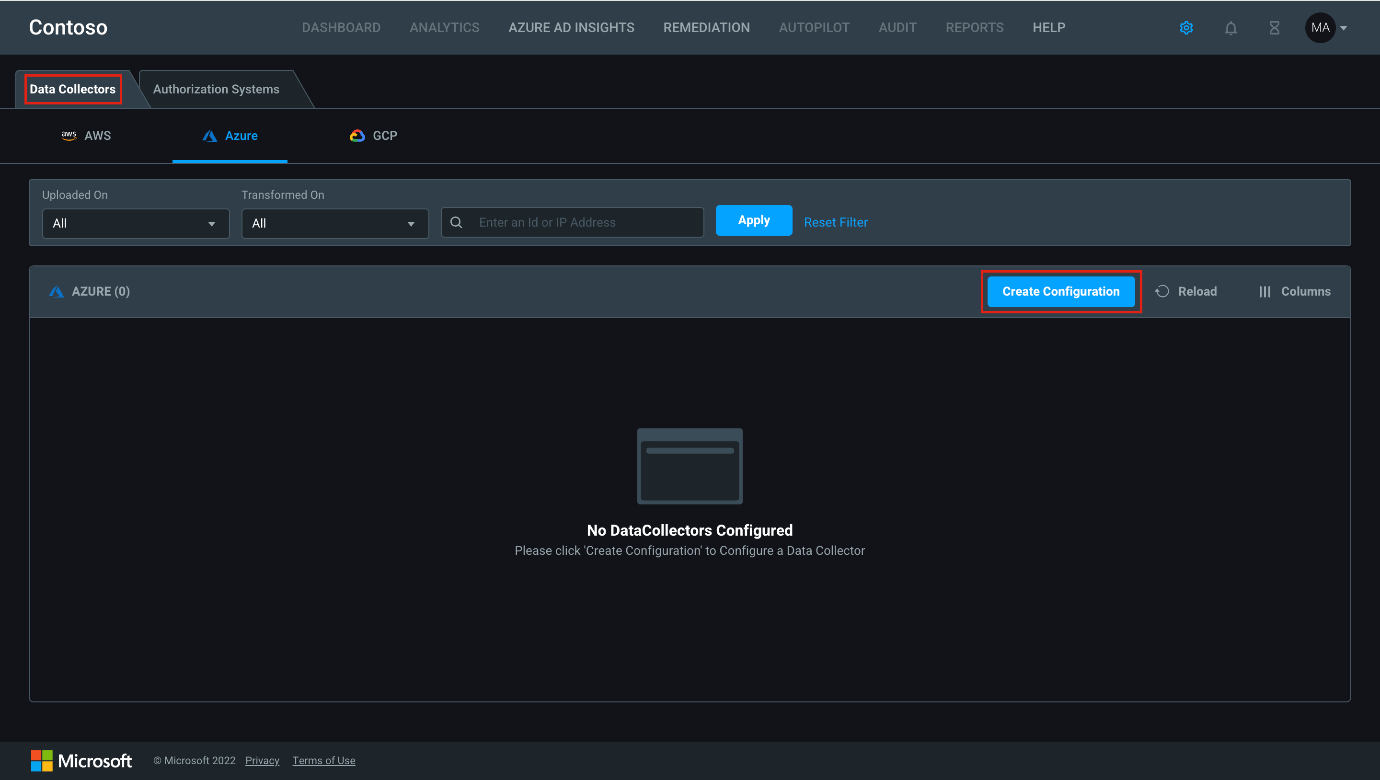 Contoso
DASHBOARD ANALYTICS AZURE AD INSIGHTS REMEDIATION AUTOPILOT AUDIT REPORTS HELP MA
Data Collectors Authorization Systems
aws AWS Azure GCP
Uploaded On Transformed On
All All Enter an Id or IP Address Apply Reset Filter
AZURE (0) Create Configuration Reload Columns
No DataCollectors Configured
Please click 'Create Configuration' to Configure a Data Collector
Microsoft © Microsoft 2022 Privacy Terms of Use